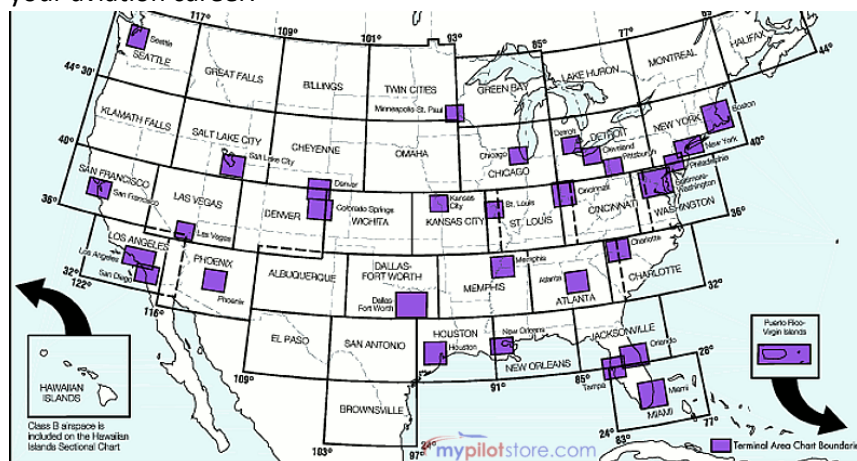 your aviation career.
117°
109°
101°
93°
85°
77°
69°
44°
44° 30'
Seattle
SEATTLE
GREAT FALLS
BILLINGS
TWIN CITIES
Minneapolis-St. Paul
GREEN BAY
LAKE HURON
MONTREAL
HALIFAX
KLAMATH FALLS
SALT LAKE CITY
Salt Lake City
CHEYENNE
OMAHA
Chicago
CHICAGO
Detroit
DETROIT
Cleveland
Pittsburgh
NEW YORK
Boston
New York
Philadelphia
Baltimore-
Washington
40°
40°
SAN FRANCISCO
San Francisco
LAS VEGAS
Las Vegas
Denver
DENVER
Colorado Springs
WICHITA
Kansas
City
KANSAS CITY
St. Louis
ST. LOUIS
Cincinnati
CINCINNATI
WASHINGTON
36°
36°
LOS ANGELES
Los Angeles
San Diego
PHOENIX
Phoenix
ALBUQUERQUE
DALLAS-
FORT WORTH
Dallas
Fort Worth
Memphis
MEMPHIS
Atlanta
ATLANTA
Charlotte
CHARLOTTE
32°
122°
116°
32°
EL PASO
SAN ANTONIO
HOUSTON
Houston
New Orleans
NEW ORLEANS
JACKSONVILLE
Orlando
Tampa
Miami
MIAMI
28°
109°
91°
85°
BROWNSVILLE
103°
97°
24°
24°
83°
77°
HAWAIIAN
ISLANDS
Class B airspace is
included on the Hawaiian
Islands Sectional Chart
Puerto Rico-
Virgin Islands
mypilotstore.com
Terminal Area Chart Boundaries